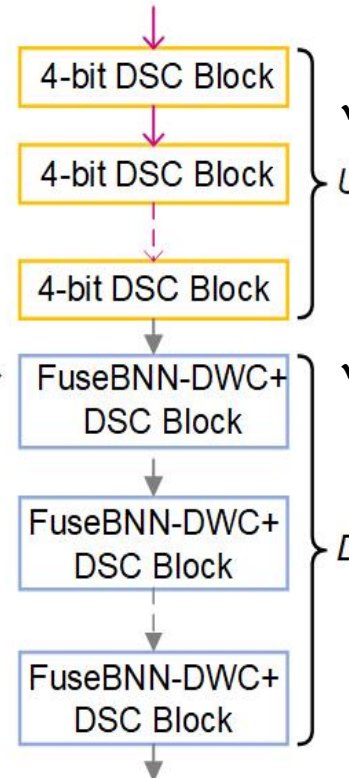 4-bit DSC Block
4-bit DSC Block
U
4-bit DSC Block
FuseBNN-DWC+
DSC Block
FuseBNN-DWC+
DSC Block
D
FuseBNN-DWC+
DSC Block